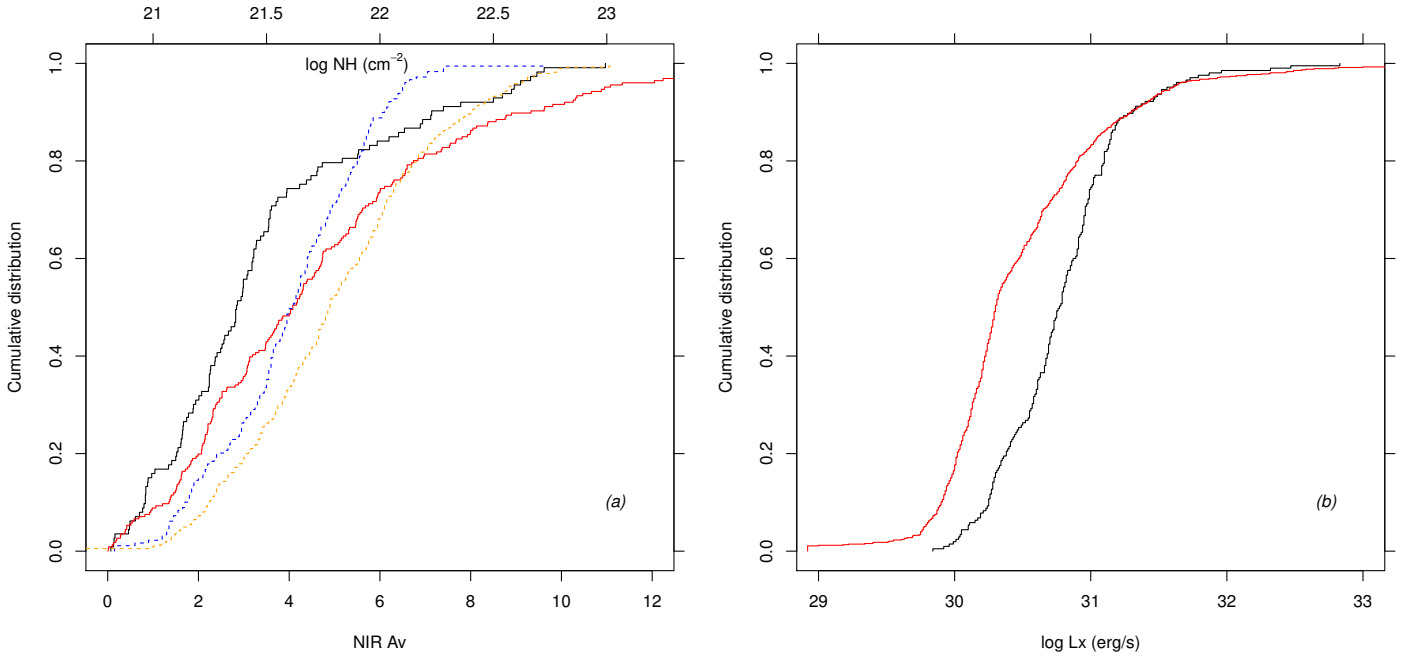 21 21.5 22 22.5 23
log NH (cm−2)
1.0
0.8
0.6
0.4
0.2
0.0
Cumulative distribution
(a)
0 2 4 6 8 10 12
NIR Av
1.0
0.8
0.6
0.4
0.2
0.0
Cumulative distribution
(b)
29 30 31 32 33
log Lx (erg/s)